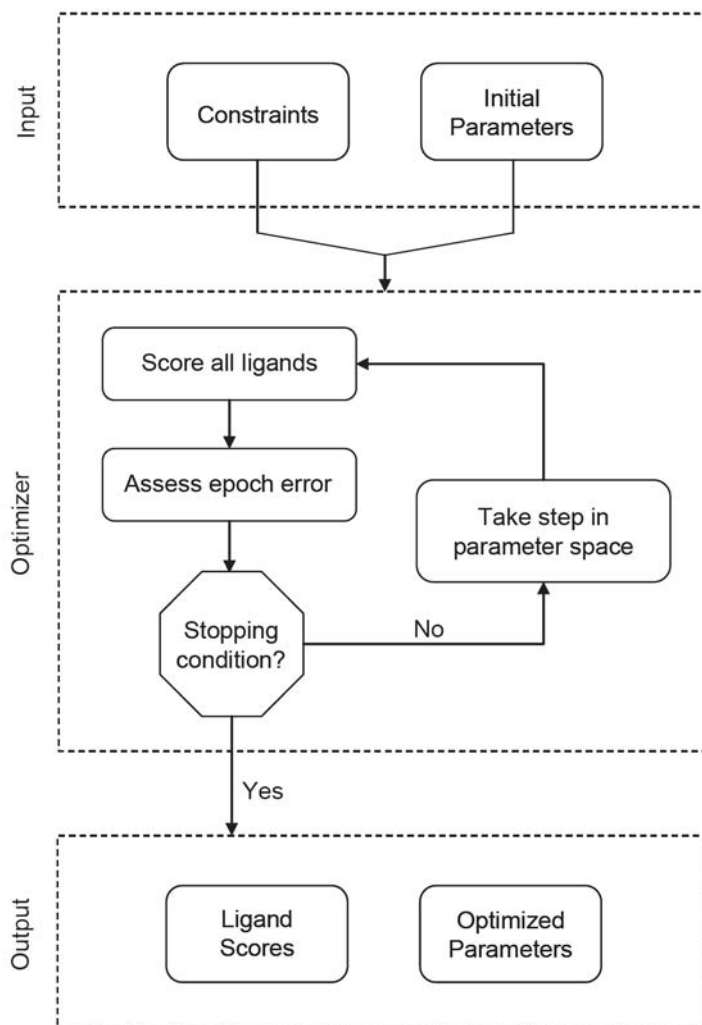 Input
Constraints
Initial
Parameters
Optimizer
Score all ligands
Assess epoch error
Take step in
parameter space
Stopping
condition?
No
Yes
Output
Ligand
Scores
Optimized
Parameters